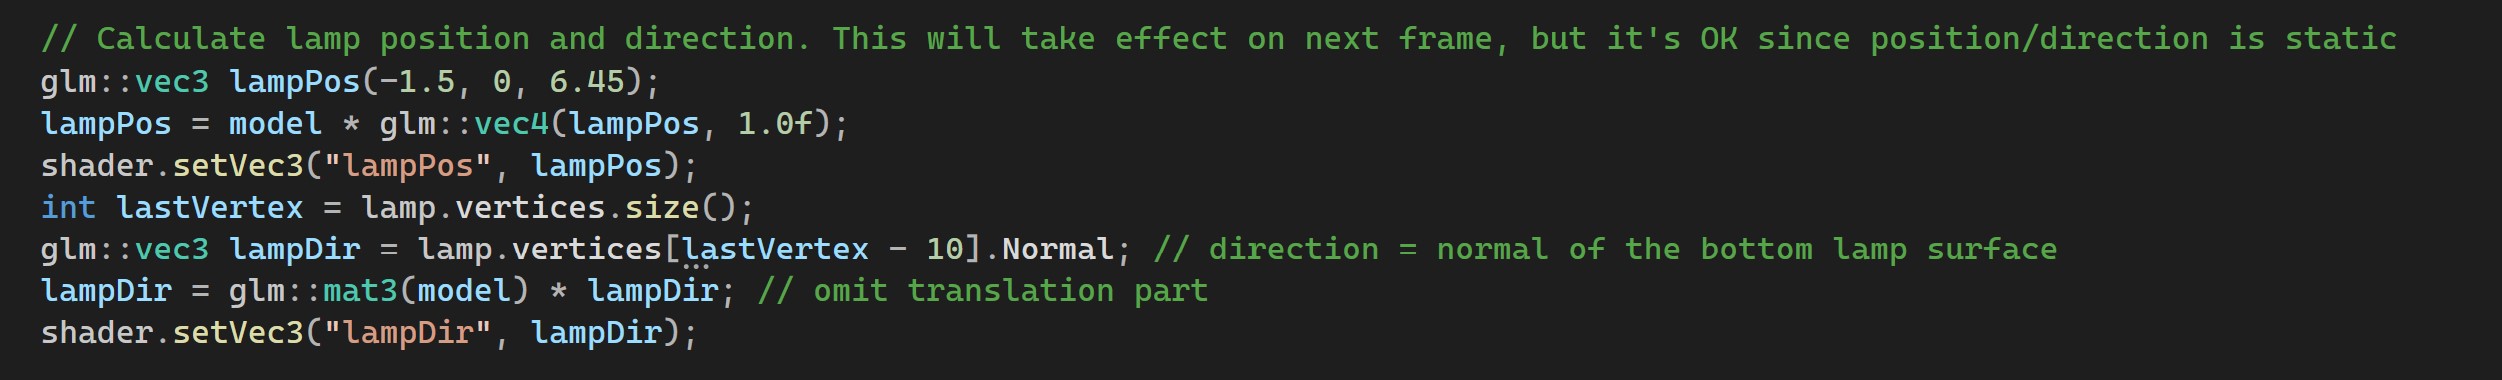 // Calculate lamp position and direction. This will take effect on next frame, but it's OK since position/direction is static
glm::vec3 lampPos(-1.5, 0, 6.45);
lampPos = model * glm::vec4(lampPos, 1.0f);
shader.setVec3("lampPos", lampPos);
int lastVertex = lamp.vertices.size();
glm::vec3 lampDir = lamp.vertices[lastVertex - 10].Normal; // direction = normal of the bottom lamp surface
lampDir = glm::mat3(model) * lampDir; // omit translation part
shader.setVec3("lampDir", lampDir);